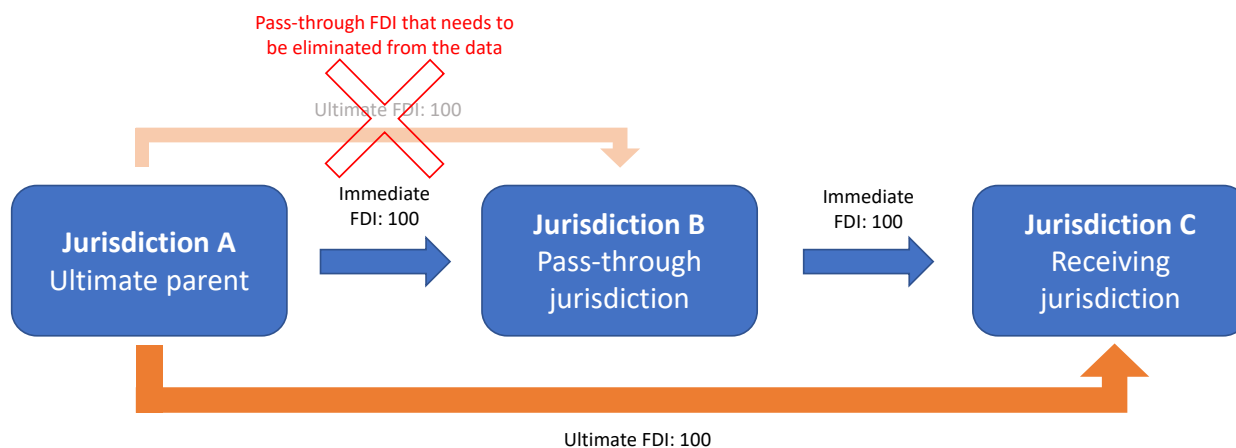 Pass-through FDI that needs to
be eliminated from the data
Ultimate FDI: 100
Jurisdiction A
Ultimate parent
Immediate
FDI: 100
Jurisdiction B
Pass-through
jurisdiction
Immediate
FDI: 100
Jurisdiction C
Receiving
jurisdiction
Ultimate FDI: 100